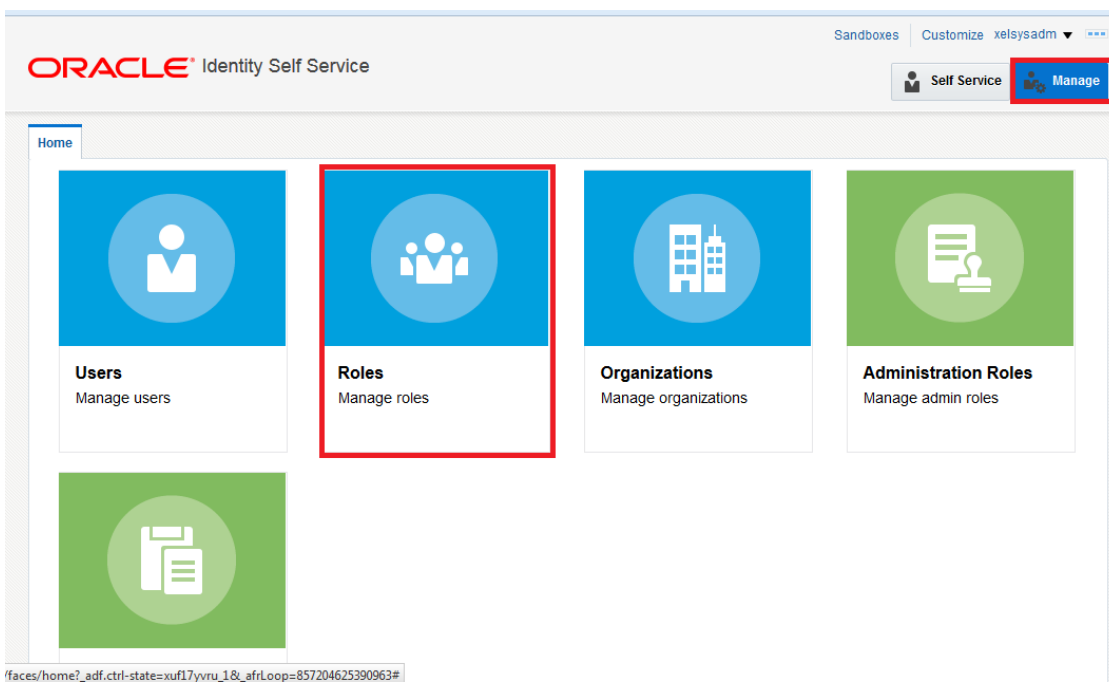 Sandboxes Customize xelsysadm
ORACLE Identity Self Service
Self Service Manage
Home
Users Roles Organizations Administration Roles
Manage users Manage roles Manage organizations Manage admin roles
/faces/home?_adf.ctrl-state=xuf17yvru_1&_afrLoop=857204625390963#